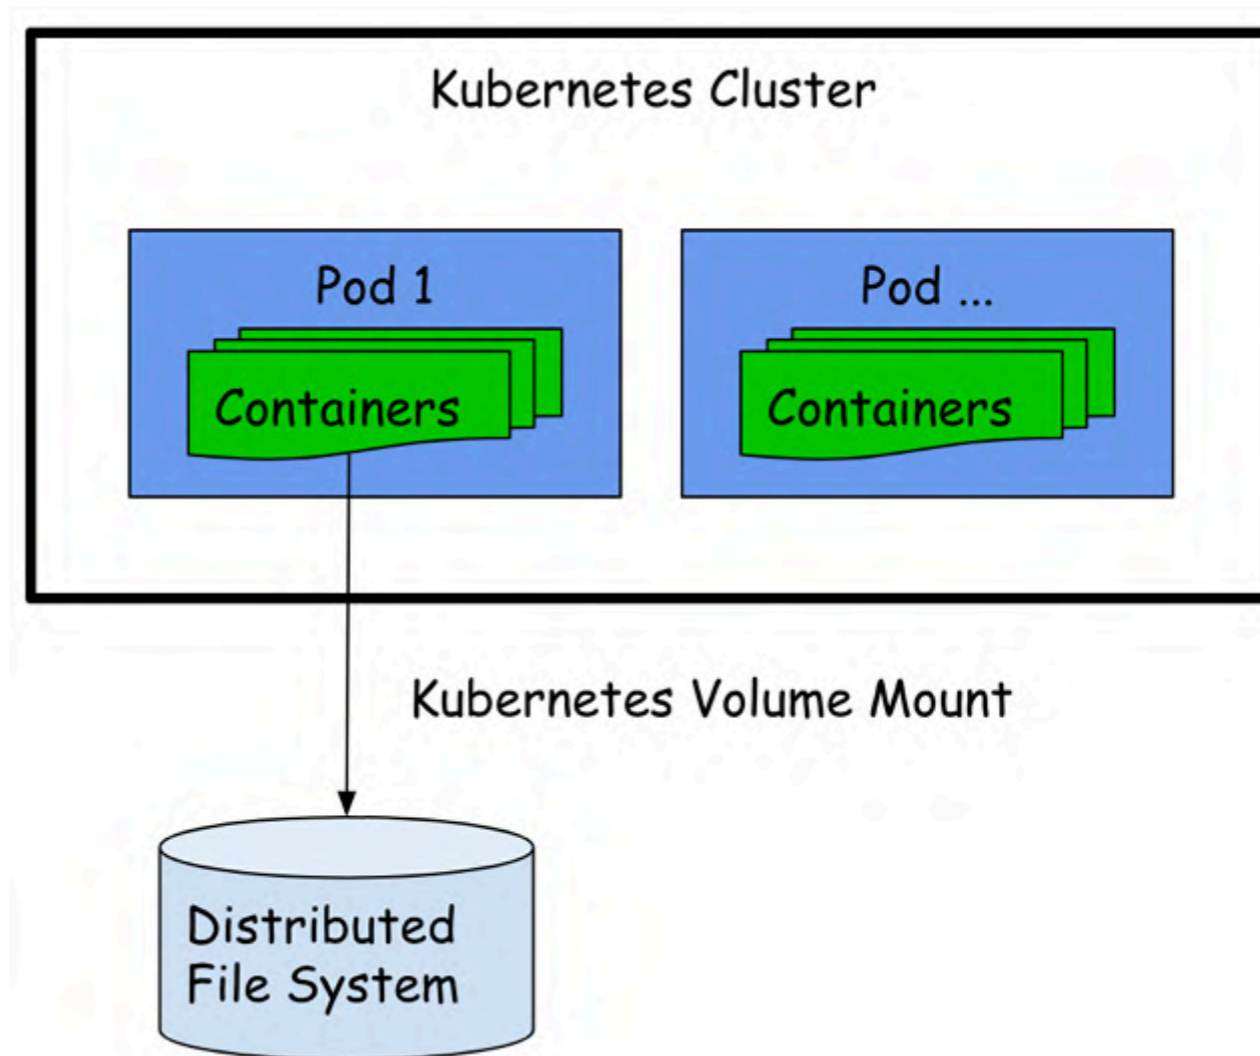 Kubernetes Cluster
Pod 1
Containers
Pod ...
Containers
Kubernetes Volume Mount
Distributed
File System